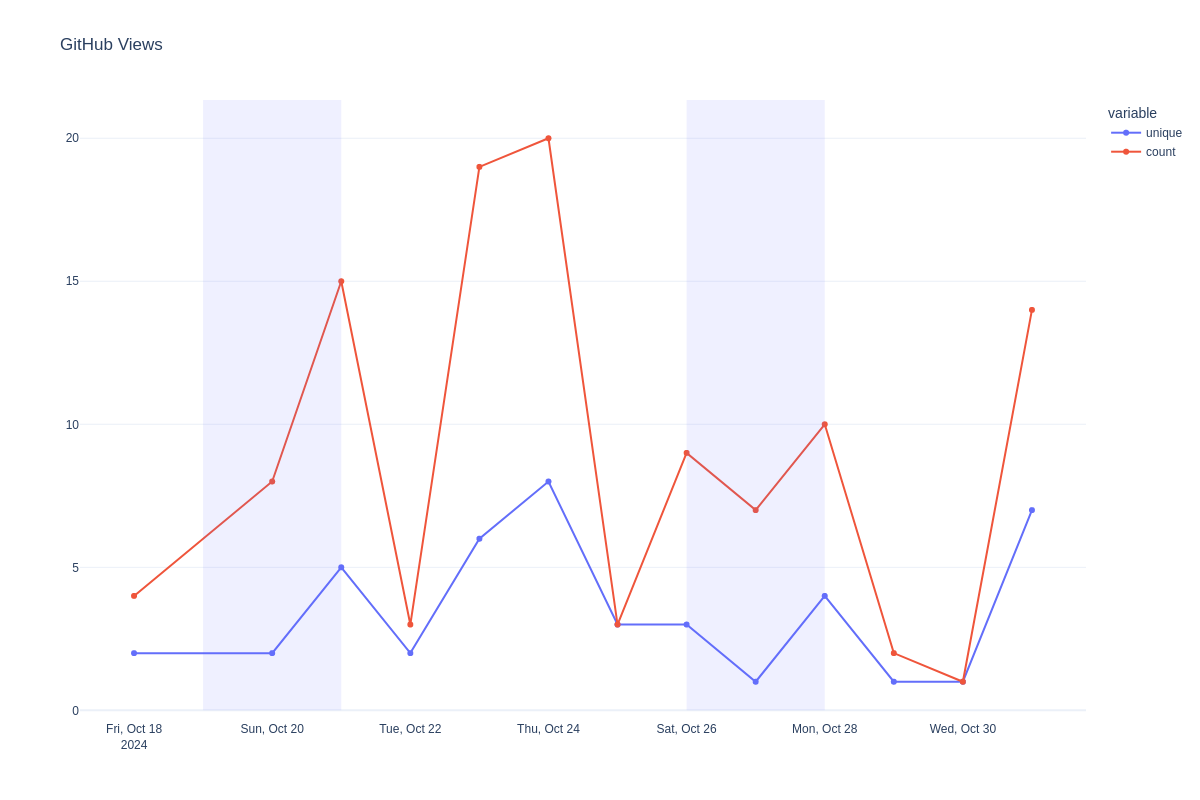 GitHub Views
variable
unique
count
20
15
10
5
0
Fri, Oct 18
2024
Sun, Oct 20
Tue, Oct 22
Thu, Oct 24
Sat, Oct 26
Mon, Oct 28
Wed, Oct 30